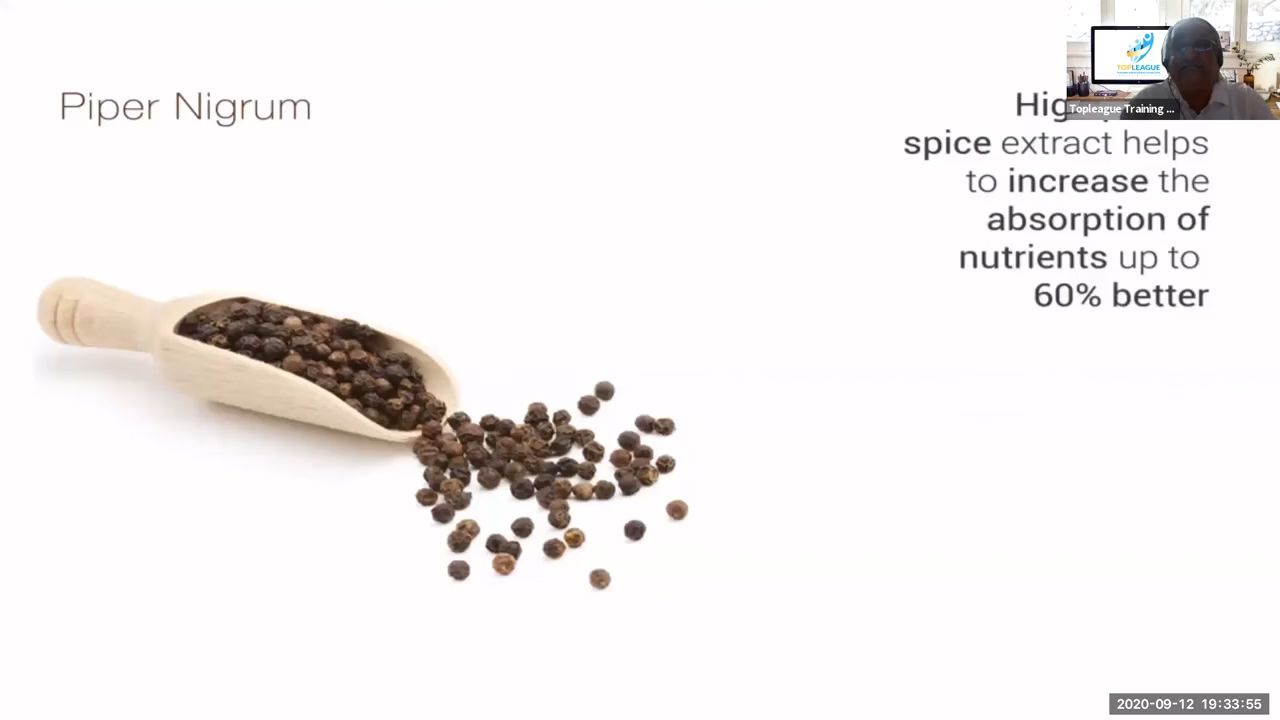 Piper Nigrum
spice extract helps
to increase the
absorption of
nutrients up to
60% better
TOPLEAGUE
Topleague Training ...
2020-09-12 19:33:55